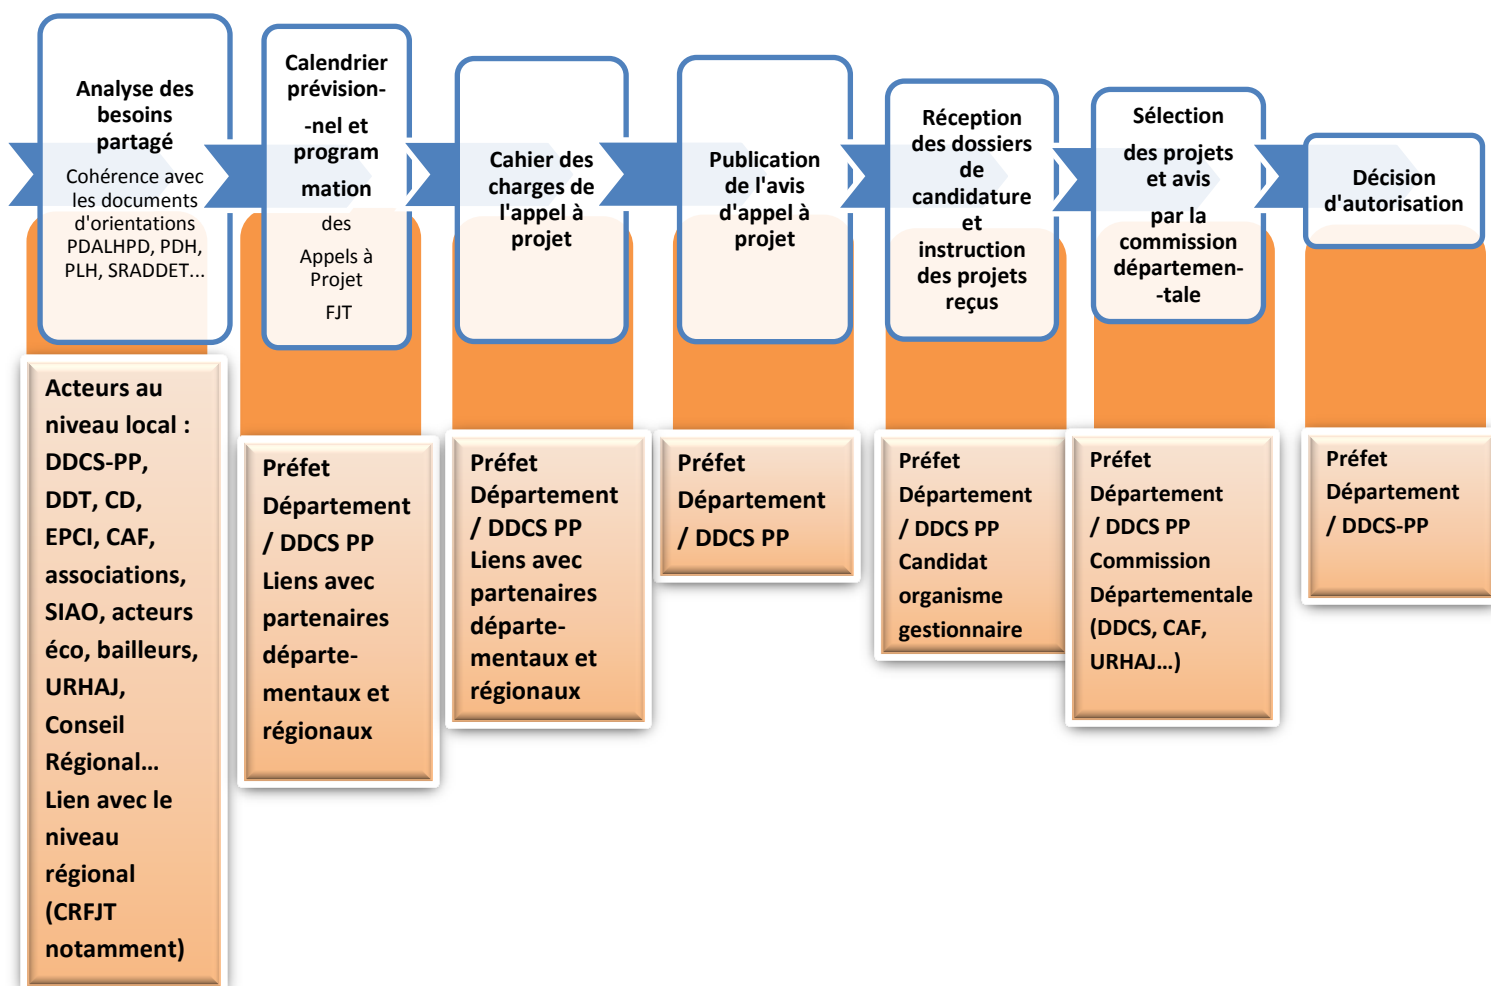 Analyse des
besoins
partagé
Cohérence avec
les documents
d'orientations
PDALHPD, PDH,
PLH, SRADDET...
Calendrier
prévision-
-nel et
program
mation
des
Appels à
Projet
FJT
Cahier des
charges de
l'appel à
projet
Publication
de l'avis
d'appel à
projet
Réception
des dossiers
de
candidature
et
instruction
des projets
reçus
Sélection
des projets
et avis
par la
commission
départemen-
-tale
Décision
d'autorisation
Acteurs au
niveau local :
DDCS-PP,
DDT, CD,
EPCI, CAF,
associations,
SIAO, acteurs
éco, bailleurs,
URHAJ,
Conseil
Régional…
Lien avec le
niveau
régional
(CRFJT
notamment)
Préfet
Département
/ DDCS PP
Liens avec
partenaires
départe-
mentaux et
régionaux
Préfet
Département
/ DDCS PP
Liens avec
partenaires
départe-
mentaux et
régionaux
Préfet
Département
/ DDCS PP
Préfet
Département
/ DDCS PP
Candidat
organisme
gestionnaire
Préfet
Département
/ DDCS PP
Commission
Départementale
(DDCS, CAF,
URHAJ…)
Préfet
Département
/ DDCS-PP